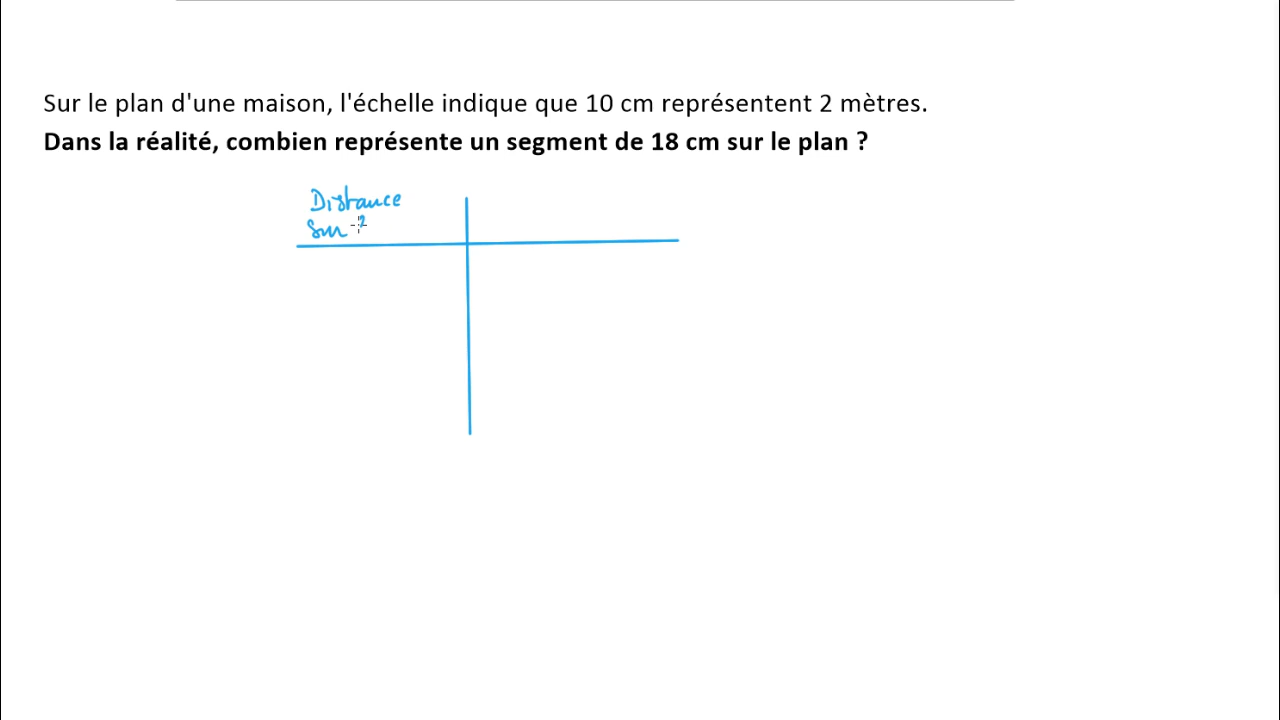 Sur le plan d'une maison, l'échelle indique que 10 cm représentent 2 mètres.
Dans la réalité, combien représente un segment de 18 cm sur le plan ?
Distance
Sur